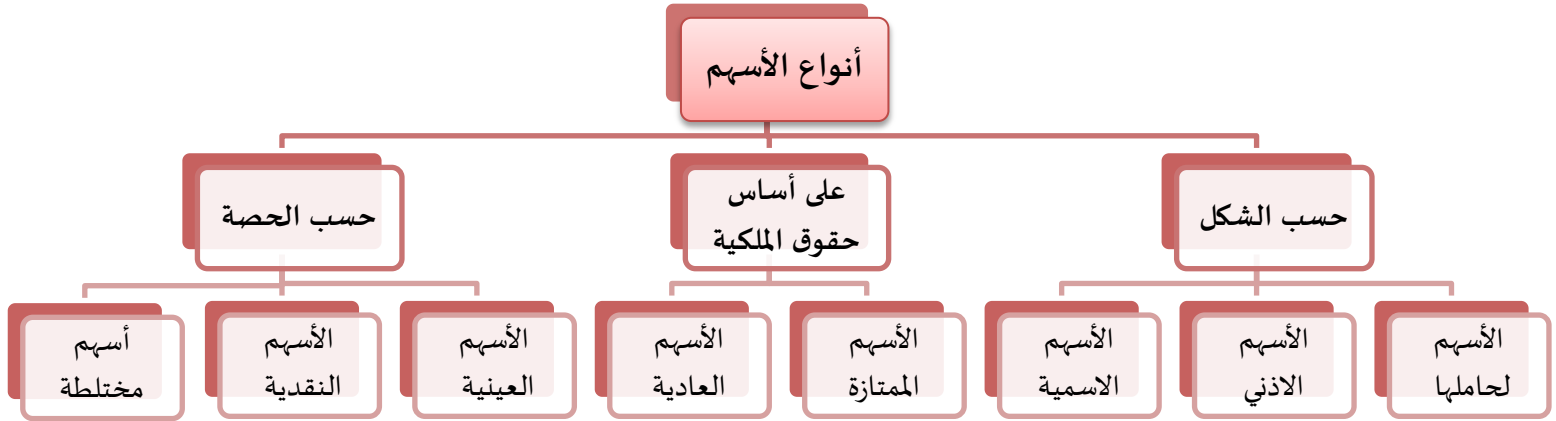 أنواع الأسهم
حسب الشكل
على أساس
حقوق الملكية
حسب الحصة
الأسهم
لحاملها
الأسهم
الاذني
الأسهم
الاسمية
الأسهم
الممتازة
الأسهم
العادية
الأسهم
العينية
الأسهم
النقدية
أسهم
مختلطة